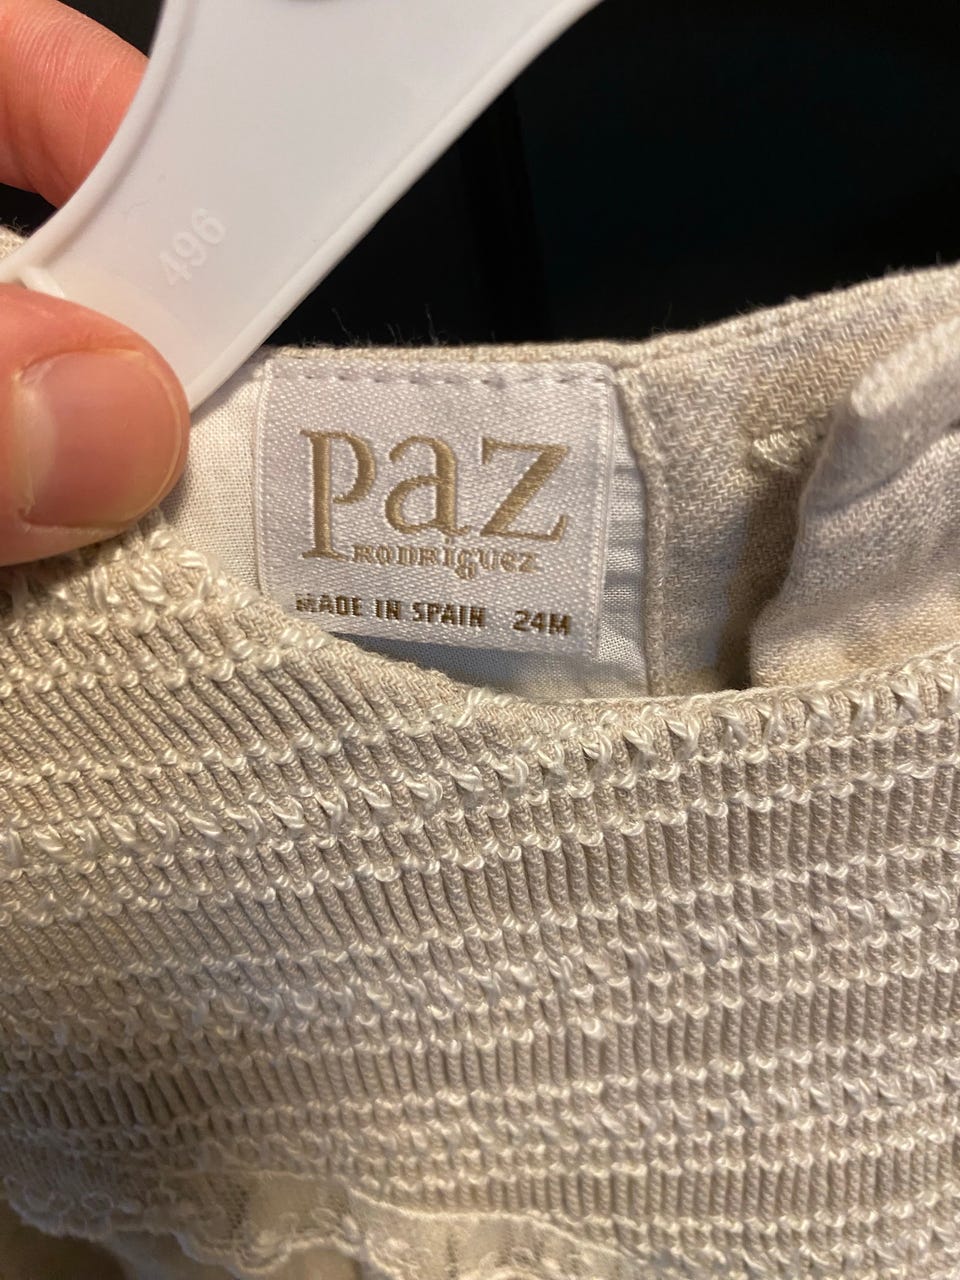 496
paz
RODRIGUEZ
MADE IN SPAIN 24M